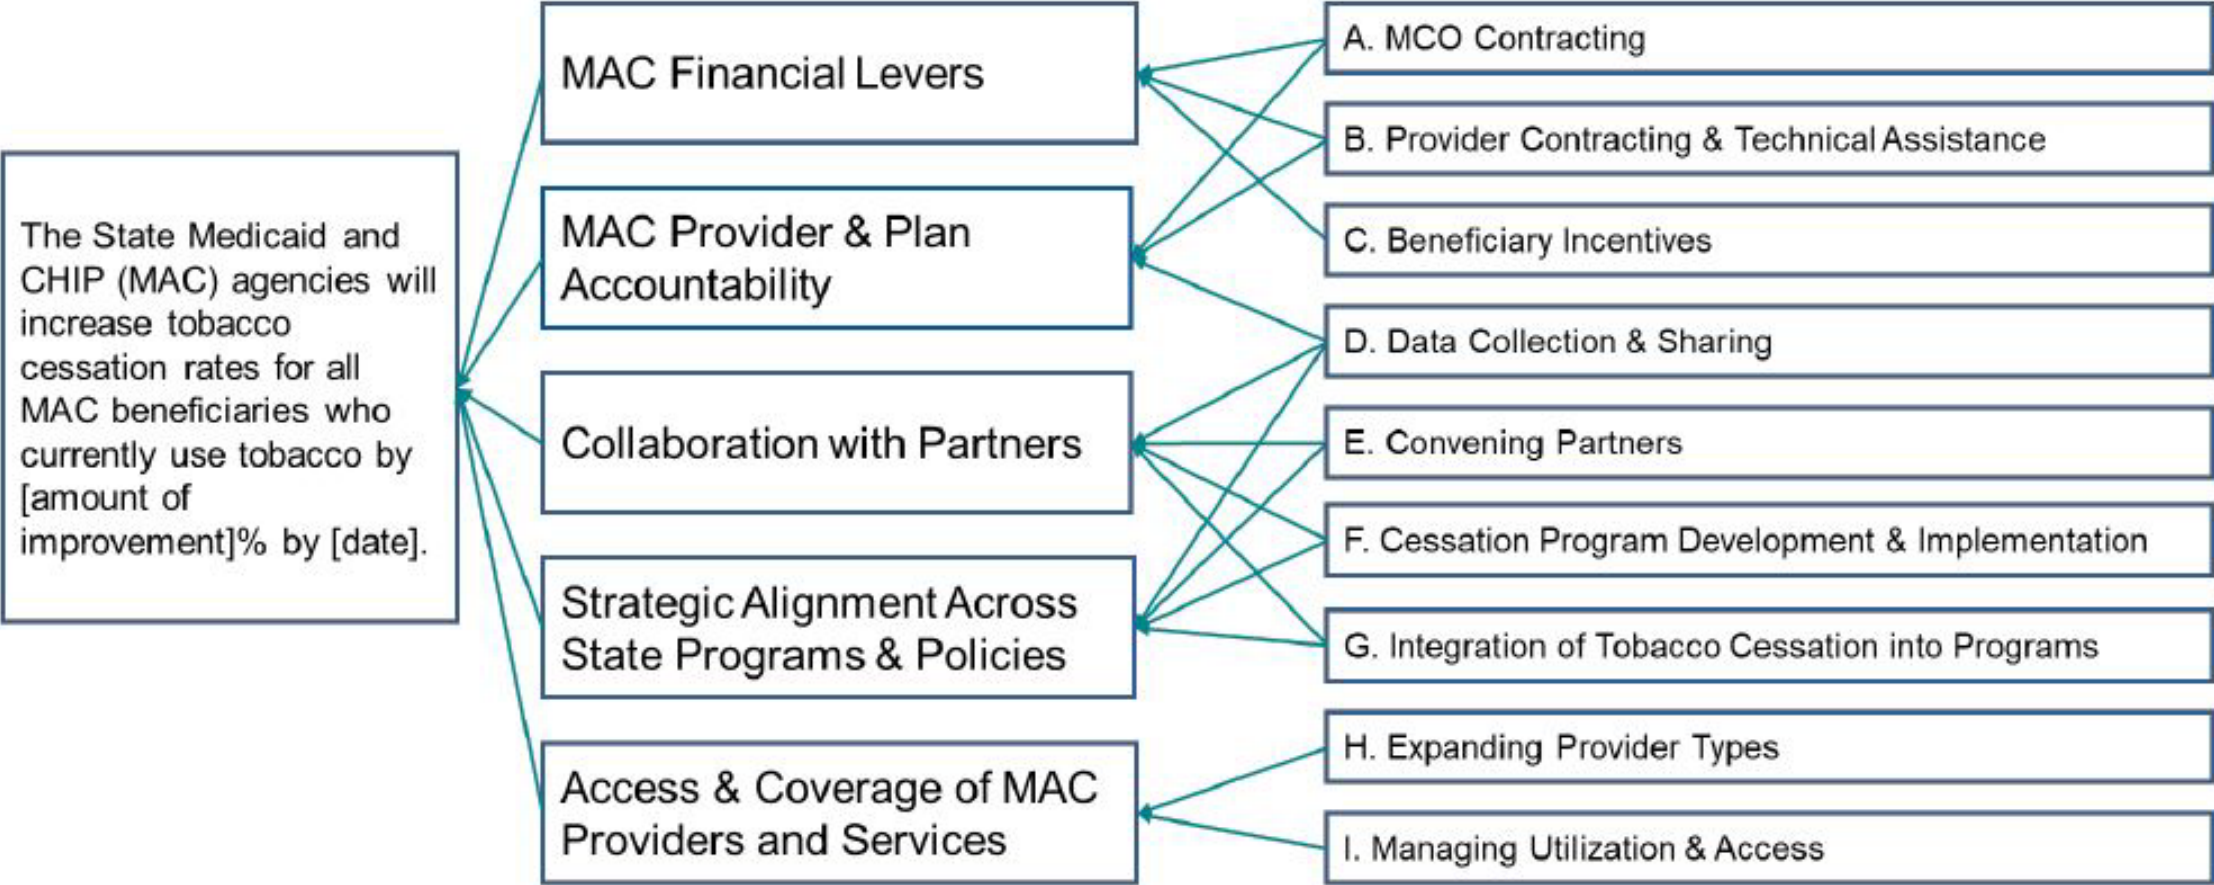 The State Medicaid and
CHIP (MAC) agencies will
increase tobacco
cessation rates for all
MAC beneficiaries who
currently use tobacco by
[amount of
improvement]% by [date].
MAC Financial Levers
MAC Provider & Plan
Accountability
Collaboration with Partners
Strategic Alignment Across
State Programs & Policies
Access & Coverage of MAC
Providers and Services
A. MCO Contracting
B. Provider Contracting & Technical Assistance
C. Beneficiary Incentives
D. Data Collection & Sharing
E. Convening Partners
F. Cessation Program Development & Implementation
G. Integration of Tobacco Cessation into Programs
H. Expanding Provider Types
I. Managing Utilization & Access